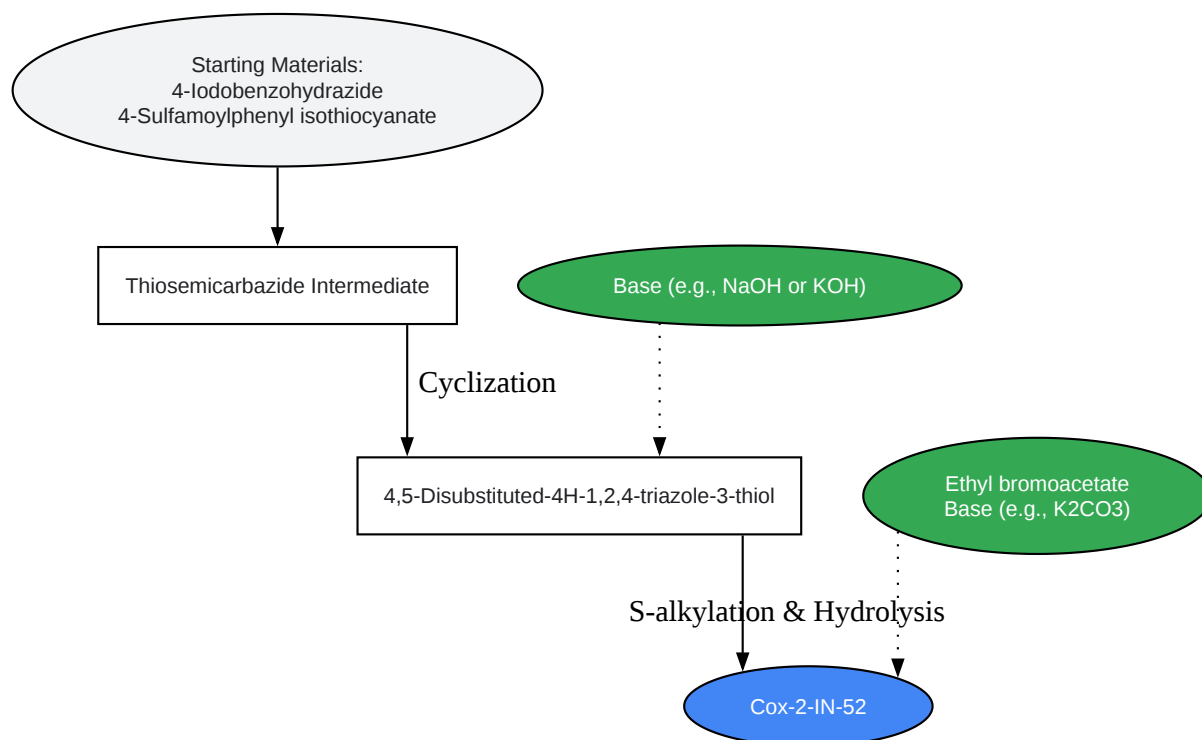 Starting Materials:
4-Iodobenzohydrazide
4-Sulfamoylphenyl isothiocyanate
Thiosemicarbazide Intermediate
Base (e.g., NaOH or KOH)
Cyclization
4,5-Disubstituted-4H-1,2,4-triazole-3-thiol
Ethyl bromoacetate
Base (e.g., K2CO3)
S-alkylation & Hydrolysis
Cox-2-IN-52